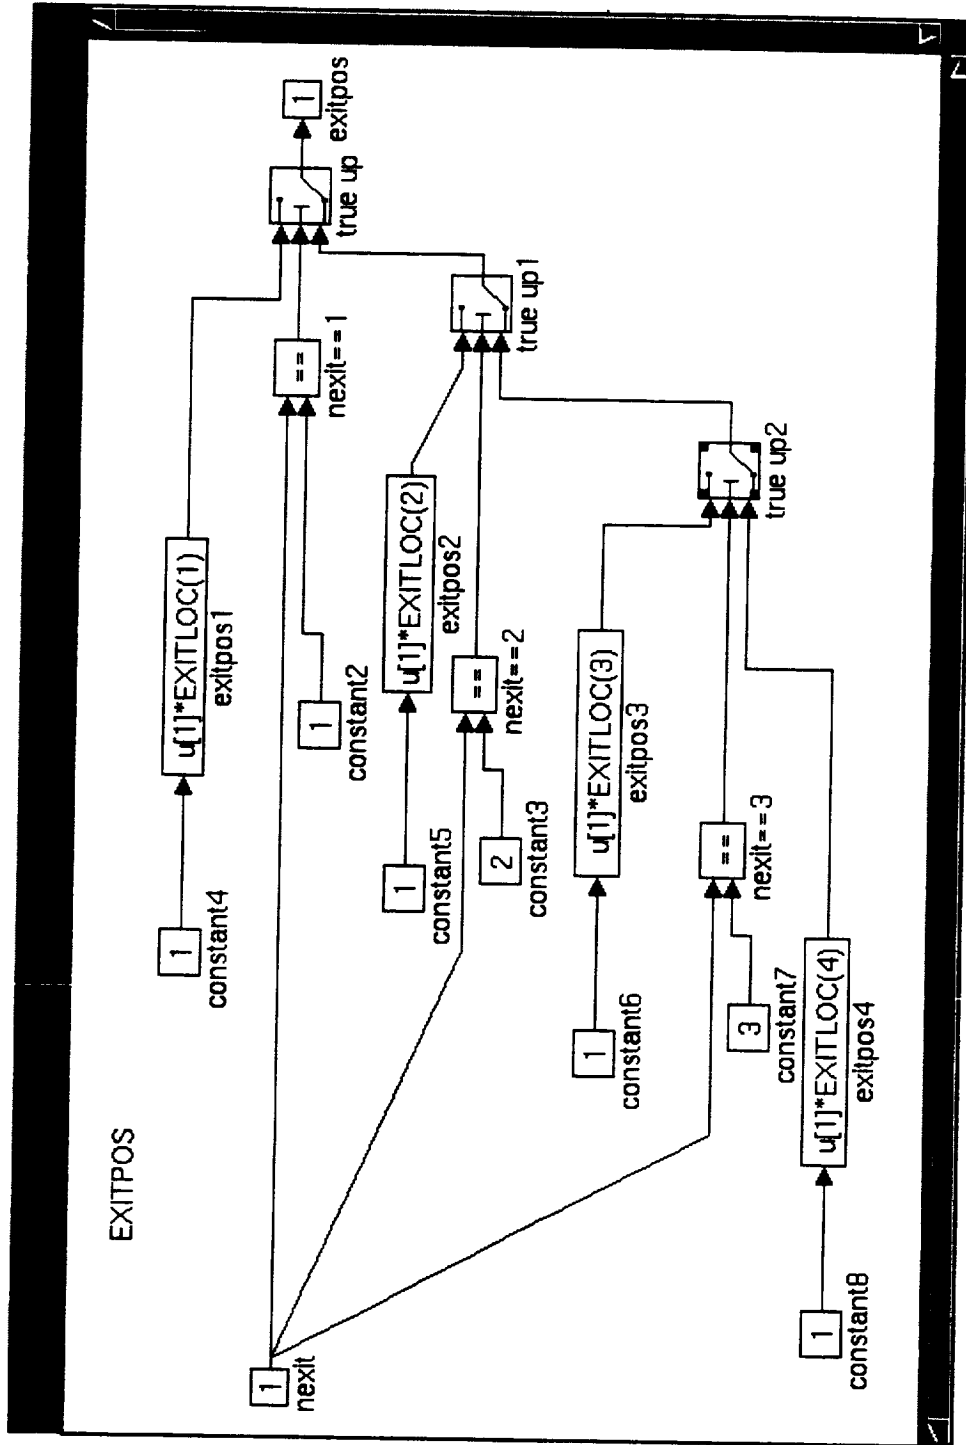 EXITPOS
1
constant4
u[1]*EXITLOC(1)
exitpos1
1
nexit
1
constant2
==
nexit==1
true up
1
exitpos
1
constant5
u[1]*EXITLOC(2)
exitpos2
2
constant3
==
nexit==2
true up1
1
constant6
u[1]*EXITLOC(3)
exitpos3
3
constant7
==
nexit==3
true up2
1
constant8
u[1]*EXITLOC(4)
exitpos4